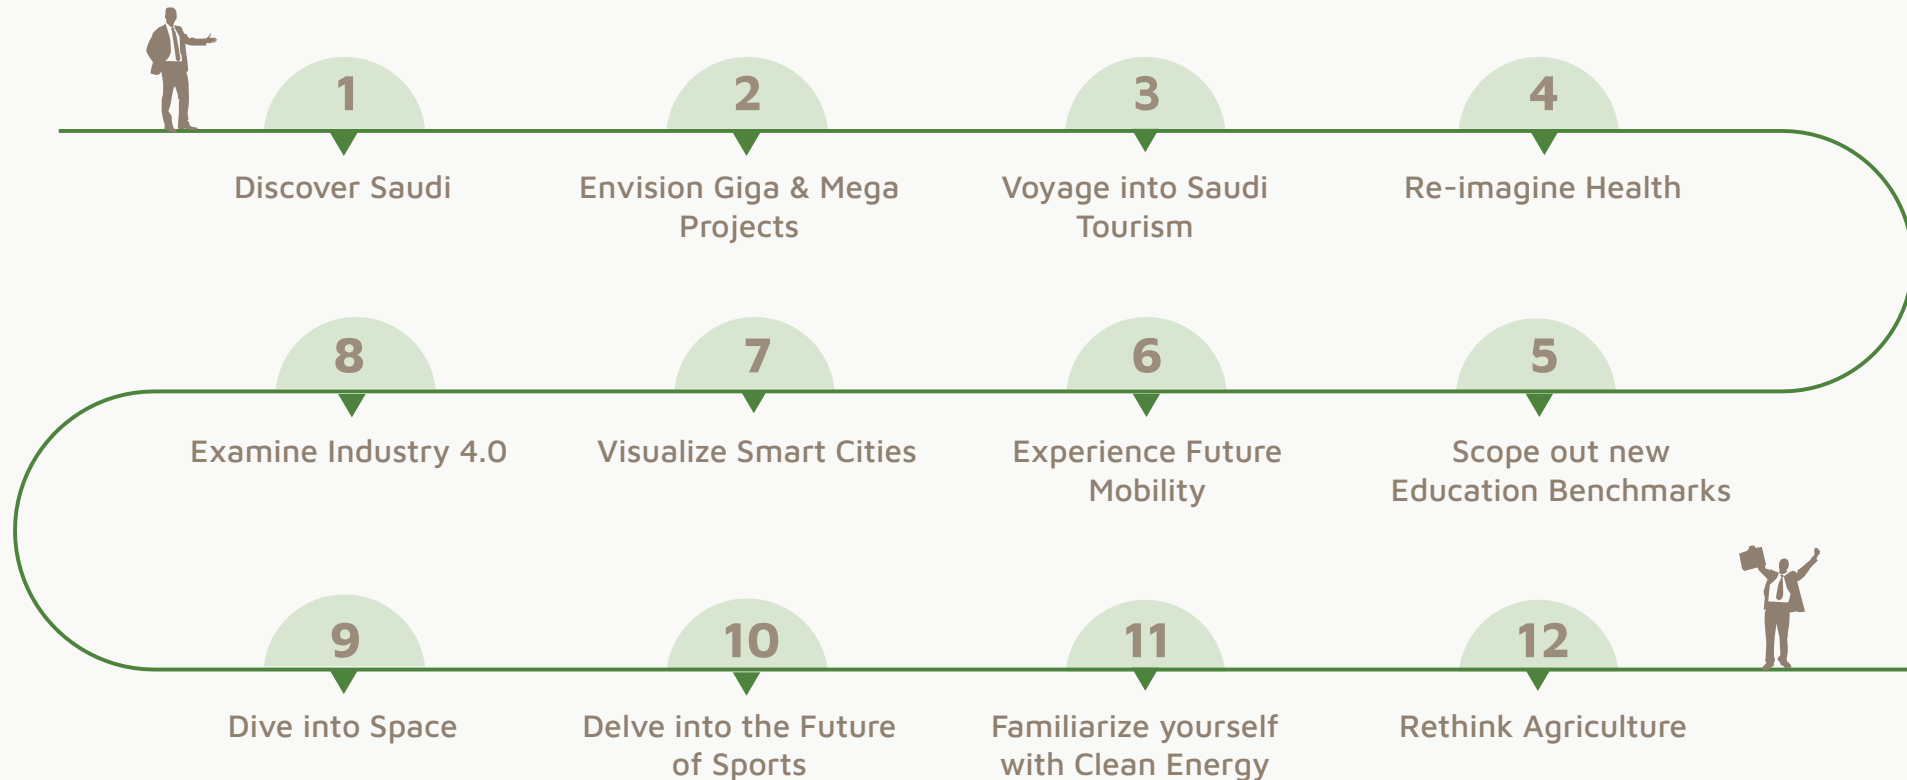 1
Discover Saudi
2
Envision Giga & Mega
Projects
3
Voyage into Saudi
Tourism
4
Re-imagine Health
5
Scope out new
Education Benchmarks
6
Experience Future
Mobility
7
Visualize Smart Cities
8
Examine Industry 4.0
9
Dive into Space
10
Delve into the Future
of Sports
11
Familiarize yourself
with Clean Energy
12
Rethink Agriculture